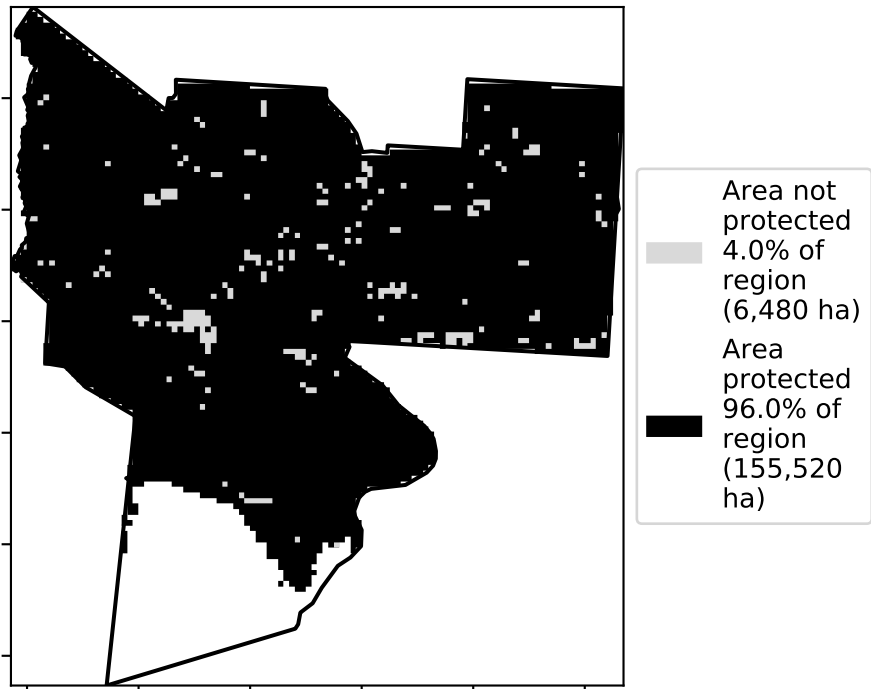 Area not
protected
4.0% of
region
(6,480 ha)
Area
protected
96.0% of
region
(155,520
ha)